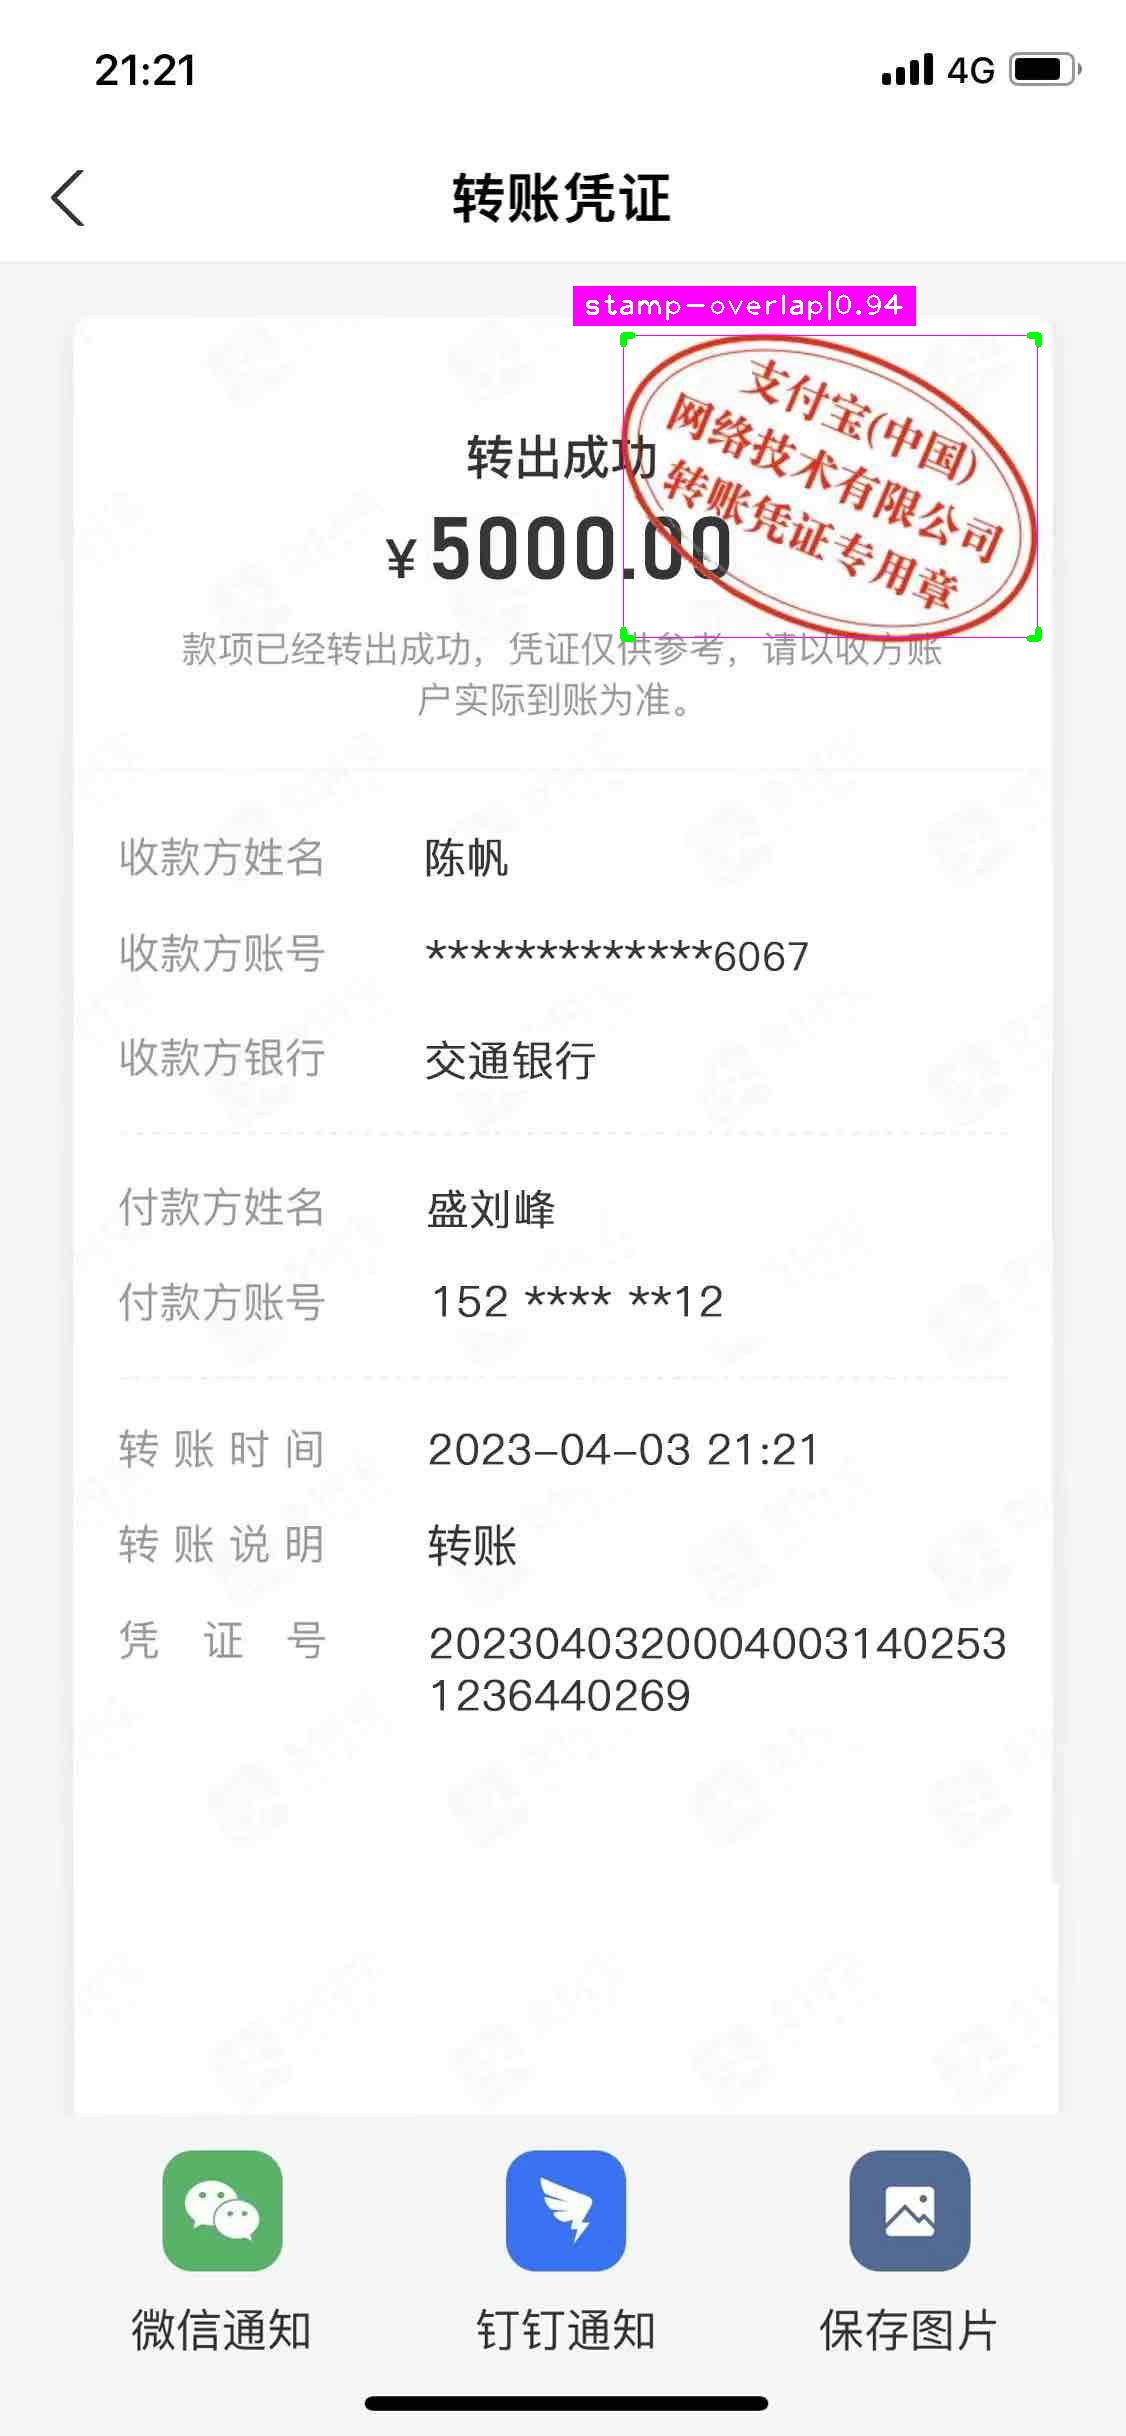 21:21
4G
转账凭证
stamp-overlap|0.94
支付宝(中国)
网络技术有限公司
转账凭证专用章
转出成功
¥5000.00
款项已经转出成功，凭证仅供参考，请以收方账
户实际到账为准。
收款方姓名 陈帆
收款方账号 *************6067
收款方银行 交通银行
付款方姓名 盛刘峰
付款方账号 152 **** **12
转账时间 2023-04-03 21:21
转账说明 转账
凭证号 2023040320004003140253
1236440269
微信通知 钉钉通知 保存图片